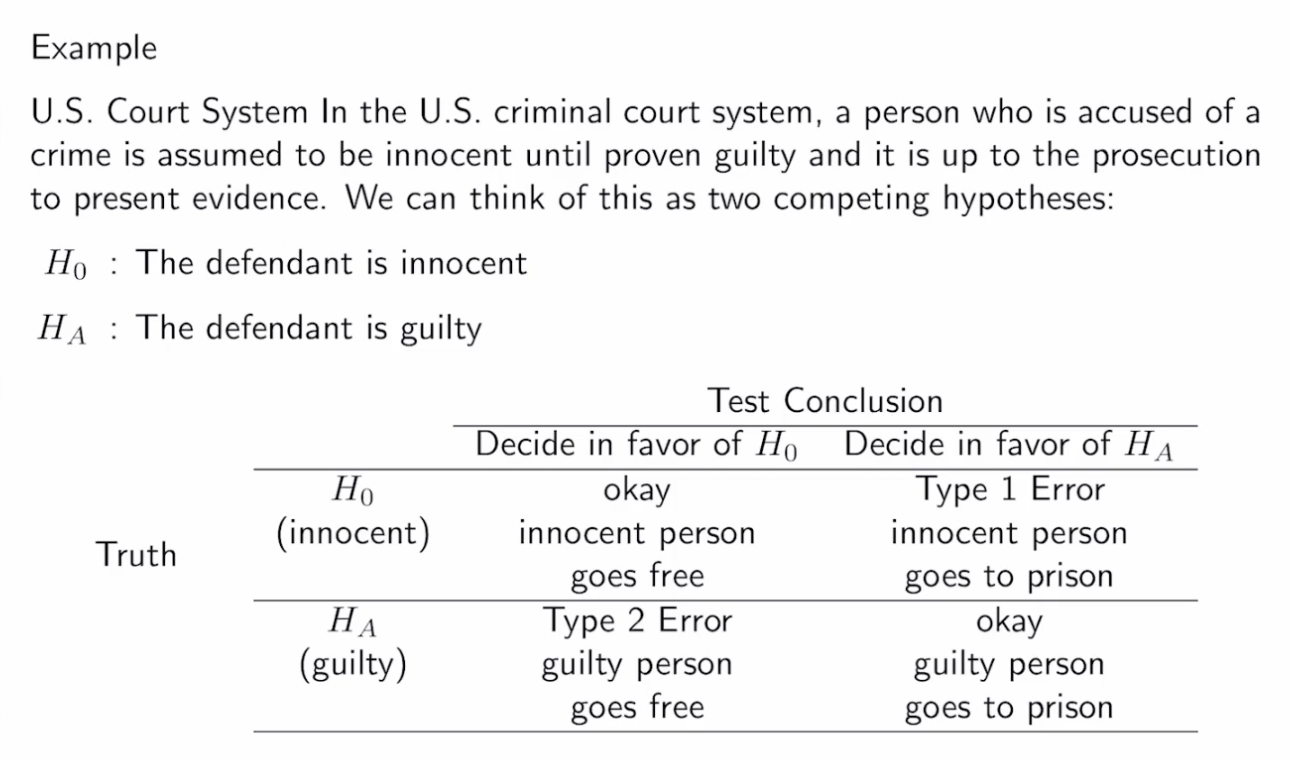 Example
U.S. Court System In the U.S. criminal court system, a person who is accused of a
crime is assumed to be innocent until proven guilty and it is up to the prosecution
to present evidence. We can think of this as two competing hypotheses:
H₀ : The defendant is innocent
H_A : The defendant is guilty
Test Conclusion
Decide in favor of H₀ Decide in favor of H_A
H₀ okay Type 1 Error
(innocent) innocent person innocent person
Truth
goes free goes to prison
H_A Type 2 Error okay
(guilty) guilty person guilty person
goes free goes to prison